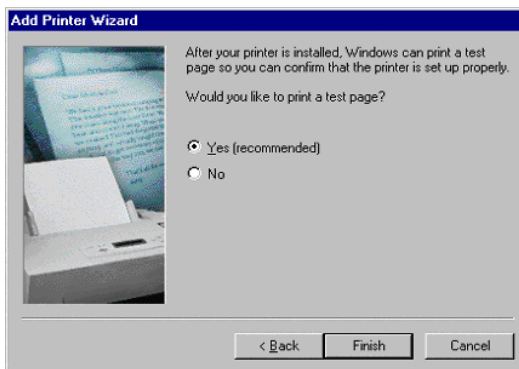 Add Printer Wizard
After your printer is installed, Windows can print a test
page so you can confirm that the printer is set up properly.
Would you like to print a test page?
Yes (recommended)
No
< Back
Finish
Cancel